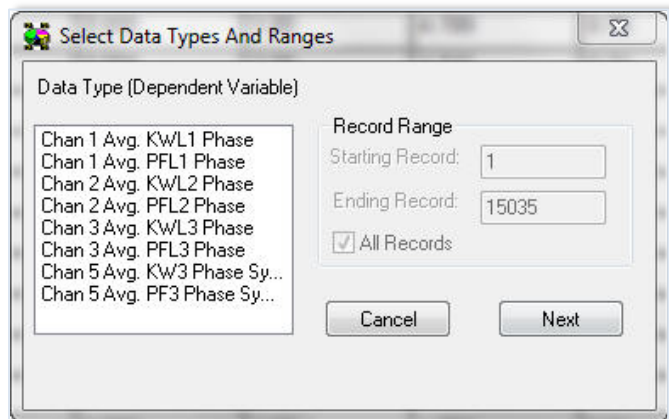 Select Data Types And Ranges
Data Type (Dependent Variable)
Chan 1 Avg. KWL1 Phase
Chan 1 Avg. PFL1 Phase
Chan 2 Avg. KWL2 Phase
Chan 2 Avg. PFL2 Phase
Chan 3 Avg. KWL3 Phase
Chan 3 Avg. PFL3 Phase
Chan 5 Avg. KW3 Phase Sy...
Chan 5 Avg. PF3 Phase Sy...
Record Range
Starting Record: 1
Ending Record: 15035
All Records
Cancel Next